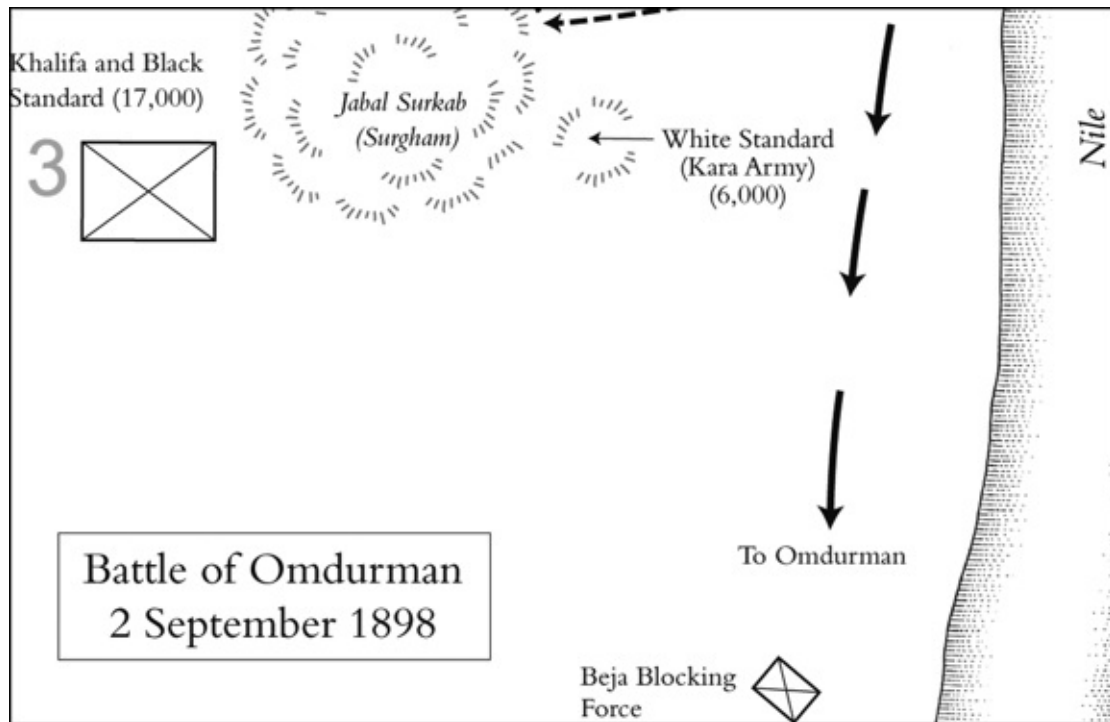 Khalifa and Black
Standard (17,000)
3
Jabal Surkab
(Surgham)
White Standard
(Kara Army)
(6,000)
Nile
To Omdurman
Battle of Omdurman
2 September 1898
Beja Blocking
Force